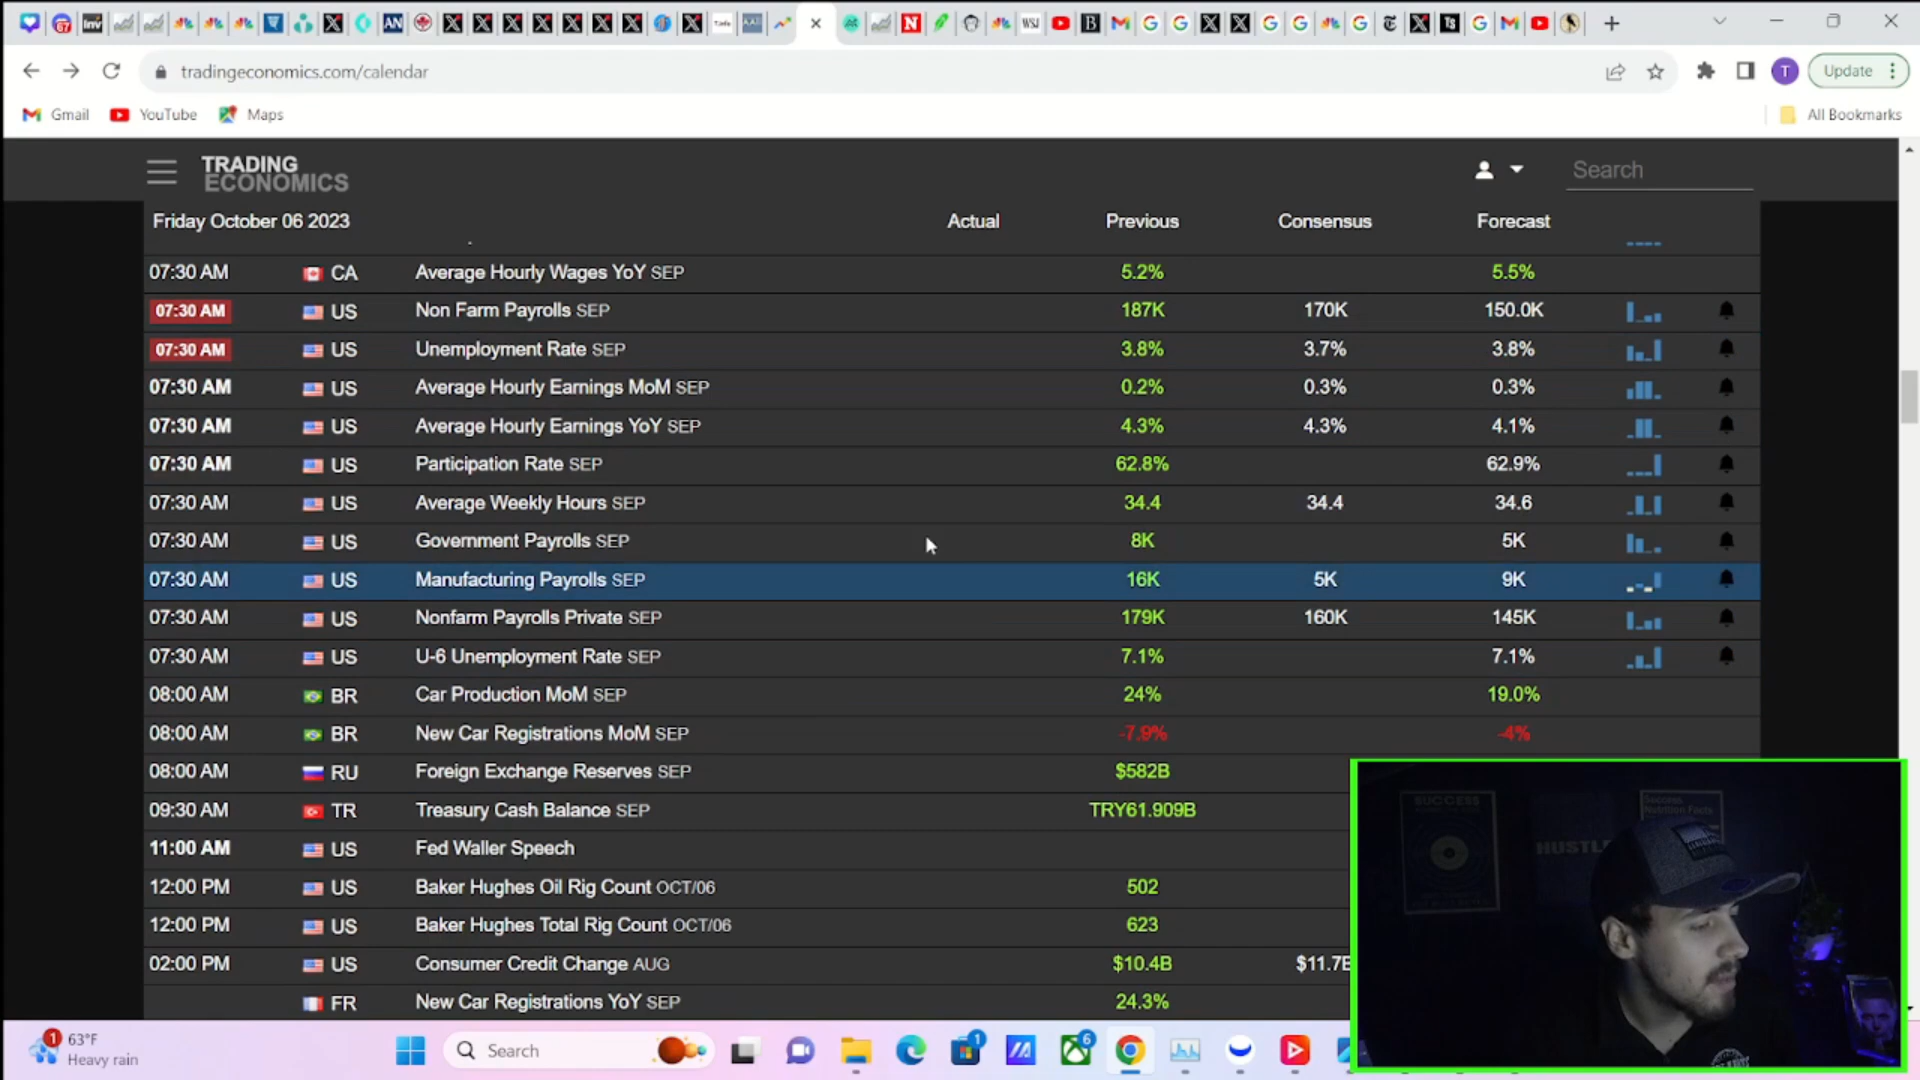 tradingeconomics.com/calendar
Update
Gmail YouTube Maps
All Bookmarks
TRADING
ECONOMICS
Search
Friday October 06 2023 Actual Previous Consensus Forecast
07:30 AM CA Average Hourly Wages YoY SEP 5.2% 5.5%
07:30 AM US Non Farm Payrolls SEP 187K 170K 150.0K
07:30 AM US Unemployment Rate SEP 3.8% 3.7% 3.8%
07:30 AM US Average Hourly Earnings MoM SEP 0.2% 0.3% 0.3%
07:30 AM US Average Hourly Earnings YoY SEP 4.3% 4.3% 4.1%
07:30 AM US Participation Rate SEP 62.8% 62.9%
07:30 AM US Average Weekly Hours SEP 34.4 34.4 34.6
07:30 AM US Government Payrolls SEP 8K 5K
07:30 AM US Manufacturing Payrolls SEP 16K 5K 9K
07:30 AM US Nonfarm Payrolls Private SEP 179K 160K 145K
07:30 AM US U-6 Unemployment Rate SEP 7.1% 7.1%
08:00 AM BR Car Production MoM SEP 24% 19.0%
08:00 AM BR New Car Registrations MoM SEP -7.9% -4%
08:00 AM RU Foreign Exchange Reserves SEP $582B
09:30 AM TR Treasury Cash Balance SEP TRY61.909B
11:00 AM US Fed Waller Speech
12:00 PM US Baker Hughes Oil Rig Count OCT/06 502
12:00 PM US Baker Hughes Total Rig Count OCT/06 623
02:00 PM US Consumer Credit Change AUG $10.4B $11.7B
FR New Car Registrations YoY SEP 24.3%
SUCCESS
Success
Nutrition Facts
HUSTLE
63°F
Heavy rain
Search